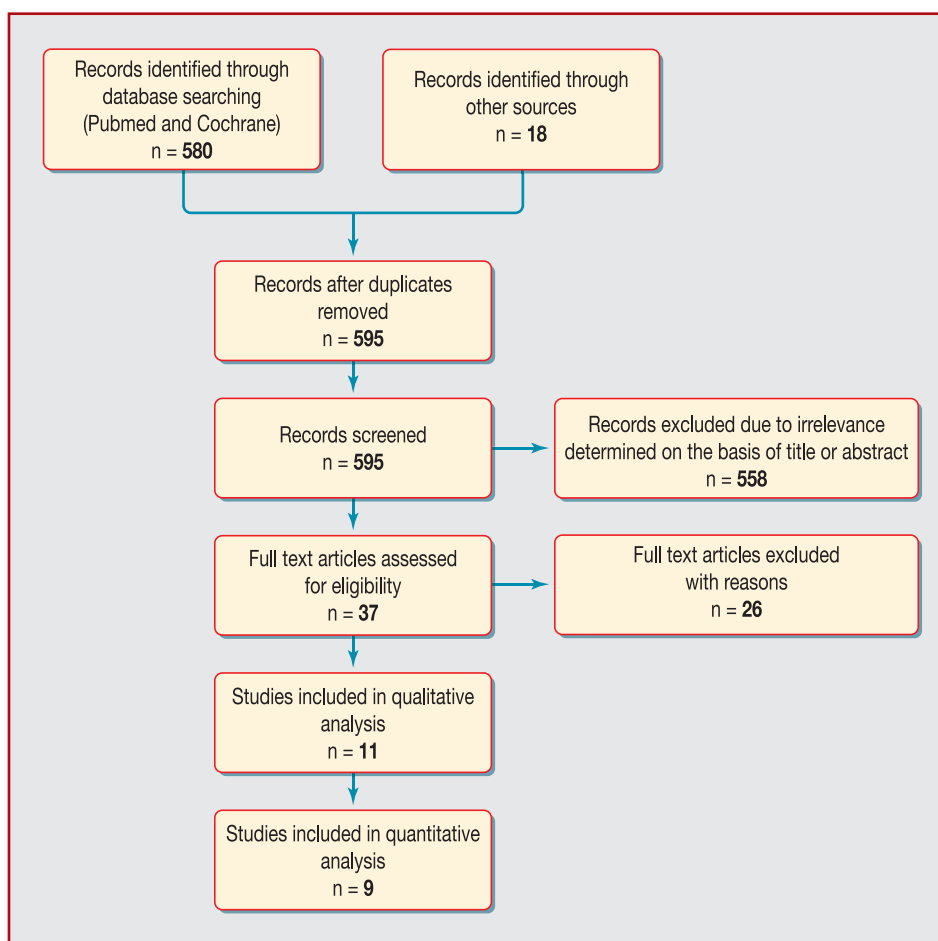 Records identified through
database searching
(Pubmed and Cochrane)
n = 580
Records identified through
other sources
n = 18
Records after duplicates
removed
n = 595
Records screened
n = 595
Records excluded due to irrelevance
determined on the basis of title or abstract
n = 558
Full text articles assessed
for eligibility
n = 37
Full text articles excluded
with reasons
n = 26
Studies included in qualitative
analysis
n = 11
Studies included in quantitative
analysis
n = 9